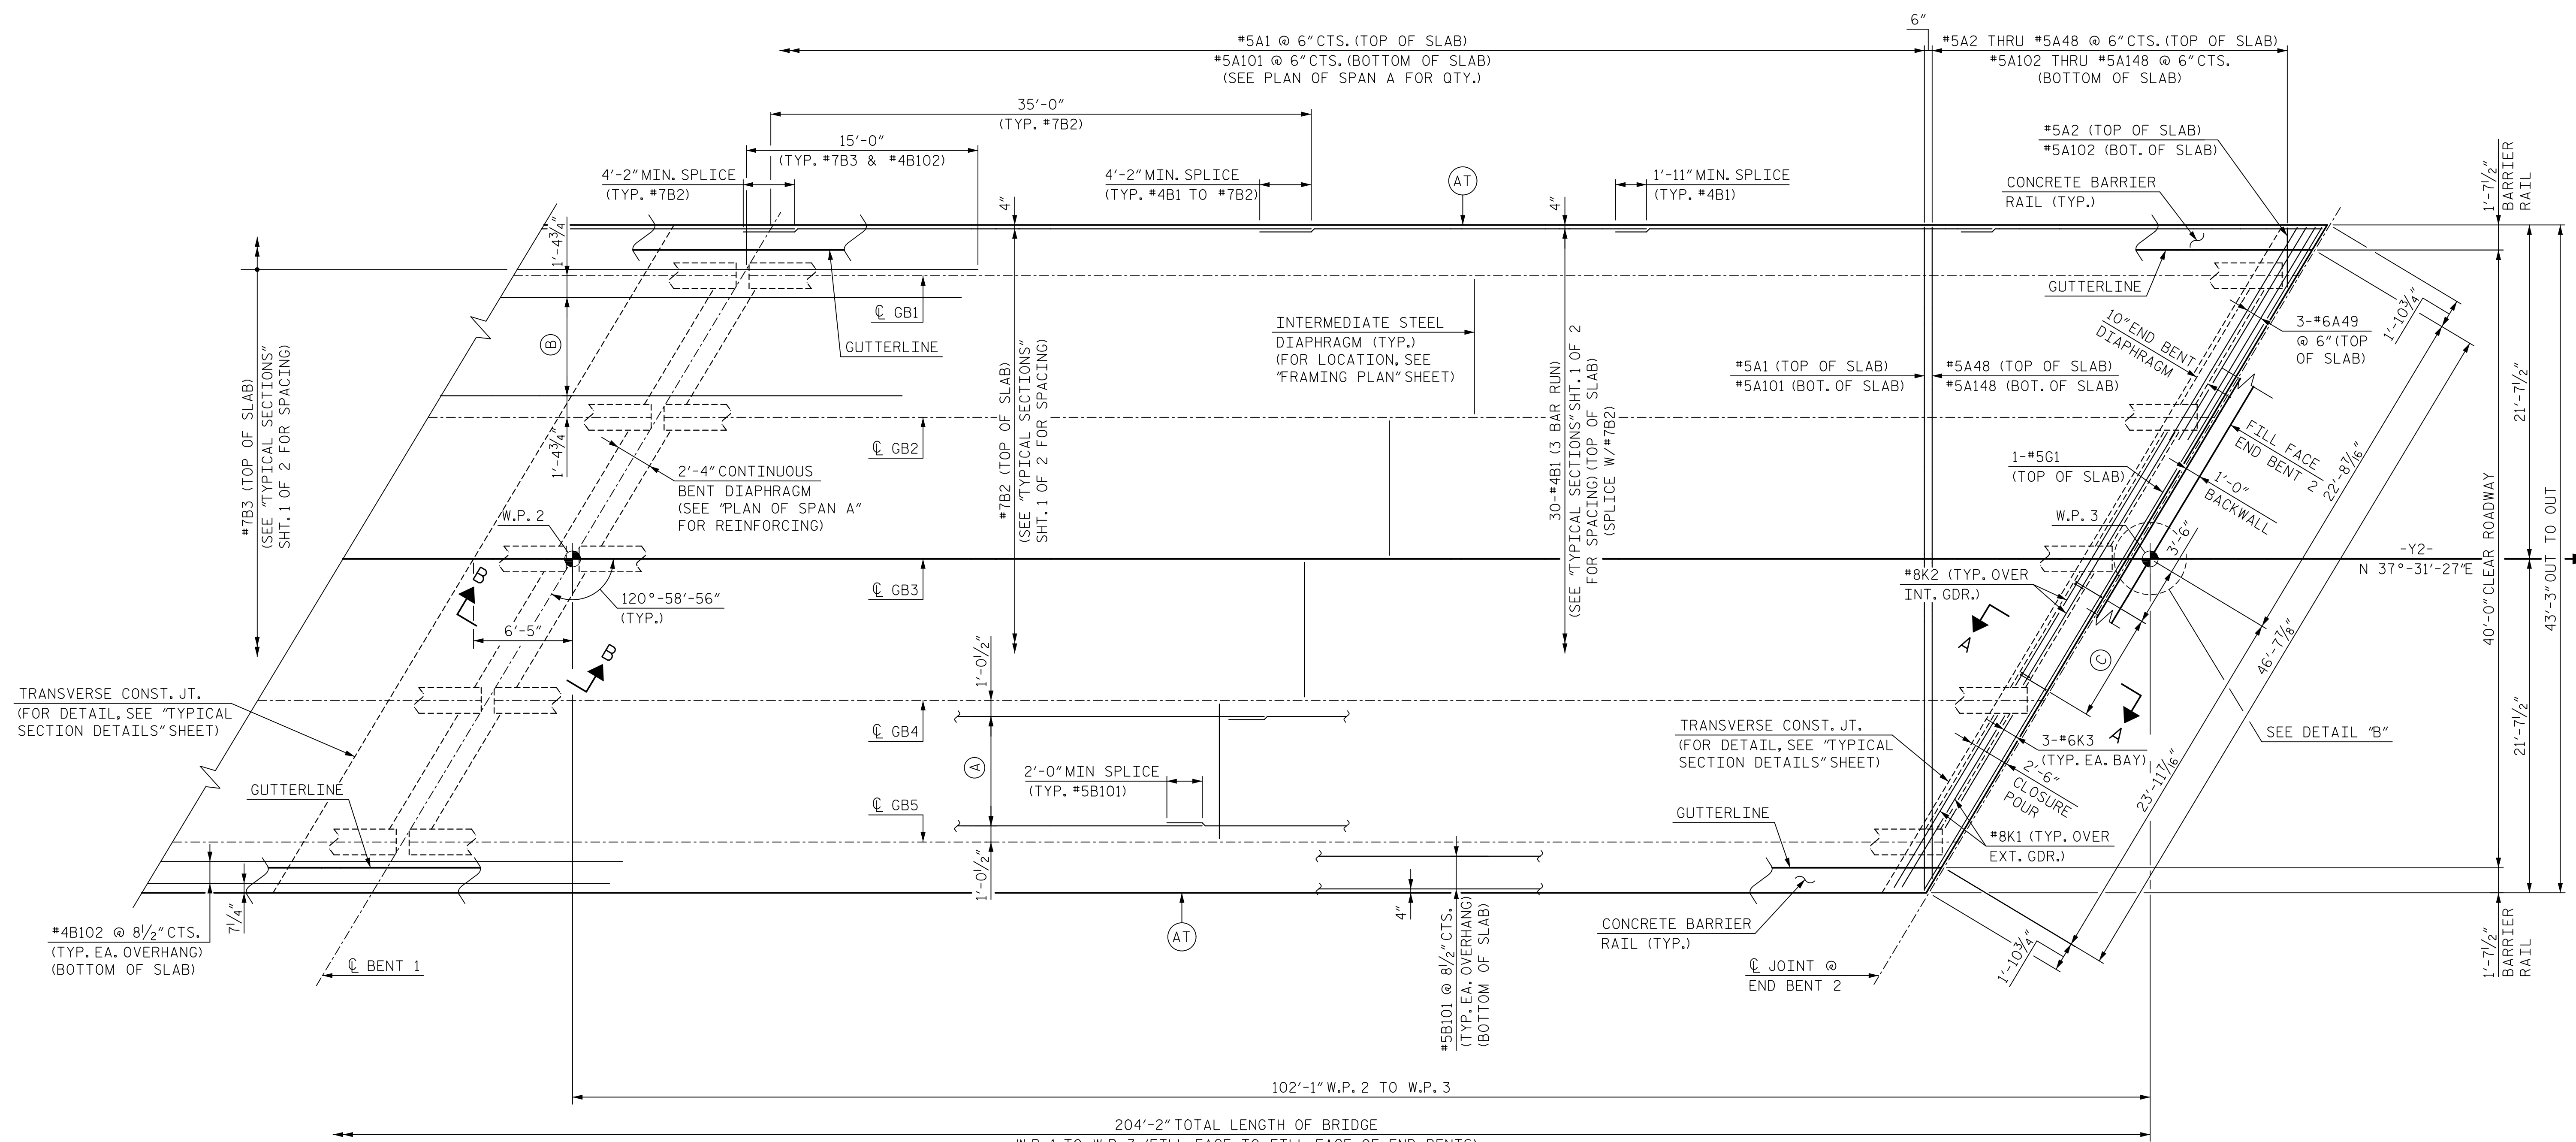 6"
#5A1 @ 6" CTS. (TOP OF SLAB)
#5A101 @ 6" CTS. (BOTTOM OF SLAB)
(SEE PLAN OF SPAN A FOR QTY.)
#5A2 THRU #5A48 @ 6" CTS. (TOP OF SLAB)
#5A102 THRU #5A148 @ 6" CTS.
(BOTTOM OF SLAB)
35'-0"
(TYP. #7B2)
15'-0"
(TYP. #7B3 & #4B102)
4'-2" MIN. SPLICE
(TYP. #7B2)
4'-2" MIN. SPLICE
(TYP. #4B1 TO #7B2)
AT
1'-11" MIN. SPLICE
(TYP. #4B1)
#5A2 (TOP OF SLAB)
#5A102 (BOT. OF SLAB)
CONCRETE BARRIER
RAIL (TYP.)
1'-7½"
BARRIER
RAIL
1'-4¾"
4"
4"
℄ GB1
GUTTERLINE
GUTTERLINE
B
#7B3 (TOP OF SLAB)
(SEE "TYPICAL SECTIONS"
SHT. 1 OF 2 FOR SPACING)
#7B2 (TOP OF SLAB)
(SEE "TYPICAL SECTIONS"
SHT. 1 OF 2 FOR SPACING)
INTERMEDIATE STEEL
DIAPHRAGM (TYP.)
(FOR LOCATION, SEE
"FRAMING PLAN" SHEET)
30-#4B1 (3 BAR RUN)
(SEE "TYPICAL SECTIONS" SHT. 1 OF 2
FOR SPACING) (TOP OF SLAB)
(SPLICE W/#7B2)
#5A1 (TOP OF SLAB)
#5A101 (BOT. OF SLAB)
#5A48 (TOP OF SLAB)
#5A148 (BOT. OF SLAB)
10" END BENT
DIAPHRAGM
3-#6A49
@ 6" (TOP
OF SLAB)
1'-10¾"
21'-7½"
1'-4¾"
℄ GB2
2'-4" CONTINUOUS
BENT DIAPHRAGM
(SEE "PLAN OF SPAN A"
FOR REINFORCING)
1-#5G1
(TOP OF SLAB)
FILL FACE
END BENT 2
1'-0"
BACKWALL
22'-8⁷⁄₁₆"
W.P. 2
W.P. 3
3'-6"
-Y2-
N 37°-31'-27"E
40'-0" CLEAR ROADWAY
43'-3" OUT TO OUT
B
120°-58'-56"
(TYP.)
℄ GB3
#8K2 (TYP. OVER
INT. GDR.)
6'-5"
B
A
C
A
46'-7⅞"
TRANSVERSE CONST. JT.
(FOR DETAIL, SEE "TYPICAL
SECTION DETAILS" SHEET)
1'-0½"
℄ GB4
TRANSVERSE CONST. JT.
(FOR DETAIL, SEE "TYPICAL
SECTION DETAILS" SHEET)
SEE DETAIL "B"
3-#6K3
(TYP. EA. BAY)
21'-7½"
A
2'-0" MIN SPLICE
(TYP. #5B101)
2'-6"
CLOSURE
POUR
23'-11⁷⁄₁₆"
GUTTERLINE
℄ GB5
GUTTERLINE
#8K1 (TYP. OVER
EXT. GDR.)
1'-0½"
7¼"
4"
#4B102 @ 8½" CTS.
(TYP. EA. OVERHANG)
(BOTTOM OF SLAB)
℄ BENT 1
AT
#5B101 @ 8½" CTS.
(TYP. EA. OVERHANG)
(BOTTOM OF SLAB)
CONCRETE BARRIER
RAIL (TYP.)
℄ JOINT @
END BENT 2
1'-10¾"
1'-7½"
BARRIER
RAIL
102'-1" W.P. 2 TO W.P. 3
204'-2" TOTAL LENGTH OF BRIDGE
W.P. 1 TO W.P. 3 (FILL FACE TO FILL FACE OF END BENTS)